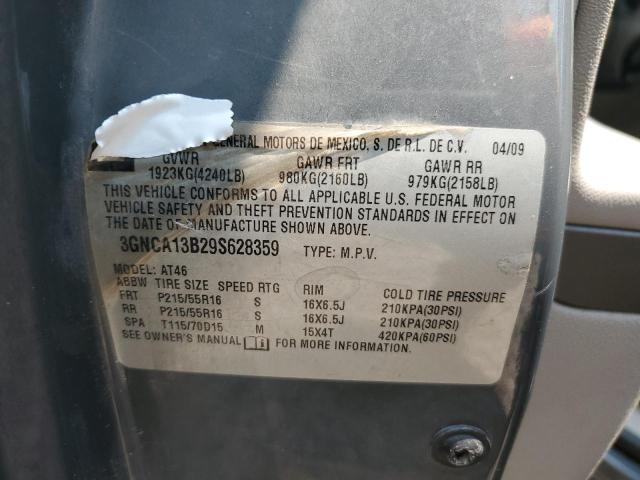 GENERAL MOTORS DE MEXICO, S. DE R.L. DE C.V. 04/09
GVWR GAWR FRT GAWR RR
1923KG(4240LB) 980KG(2160LB) 979KG(2158LB)
THIS VEHICLE CONFORMS TO ALL APPLICABLE U.S. FEDERAL MOTOR
VEHICLE SAFETY AND THEFT PREVENTION STANDARDS IN EFFECT ON
THE DATE OF MANUFACTURE SHOWN ABOVE.
3GNCA13B29S628359 TYPE: M.P.V.
MODEL: AT46
ABBW TIRE SIZE SPEED RTG RIM COLD TIRE PRESSURE
FRT P215/55R16 S 16X6.5J 210KPA(30PSI)
RR P215/55R16 S 16X6.5J 210KPA(30PSI)
SPA T115/70D15 M 15X4T 420KPA(60PSI)
SEE OWNER'S MANUAL FOR MORE INFORMATION.